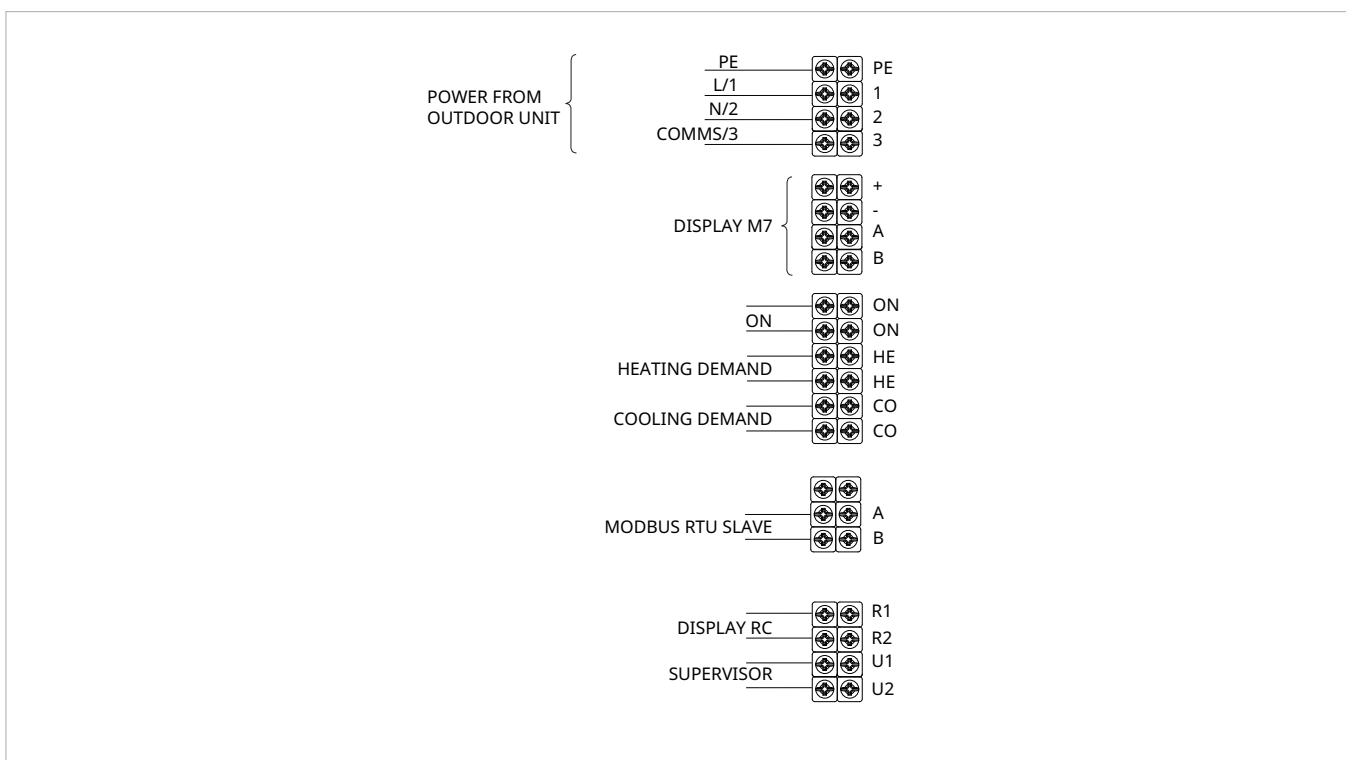 PE PE
L/1 1
POWER FROM
OUTDOOR UNIT
N/2 2
COMMS/3 3
+
-
DISPLAY M7 A
B
ON
ON ON
HE
HEATING DEMAND HE
CO
COOLING DEMAND CO
A
MODBUS RTU SLAVE B
R1
DISPLAY RC R2
U1
SUPERVISOR U2